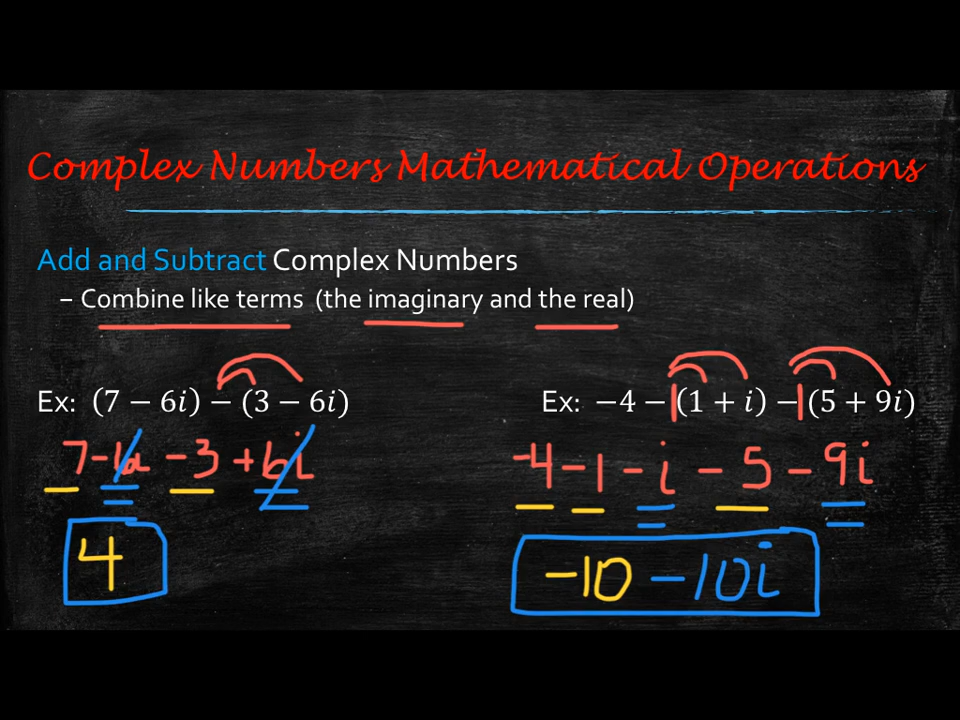 Complex Numbers Mathematical Operations
Add and Subtract Complex Numbers
– Combine like terms (the imaginary and the real)
Ex: (7 − 6𝑖) − (3 − 6𝑖)
Ex: −4 − (1 + 𝑖) − (5 + 9𝑖)
7 - 6i - 3 + 6i
-4 - 1 - i - 5 - 9i
4
-10 - 10i